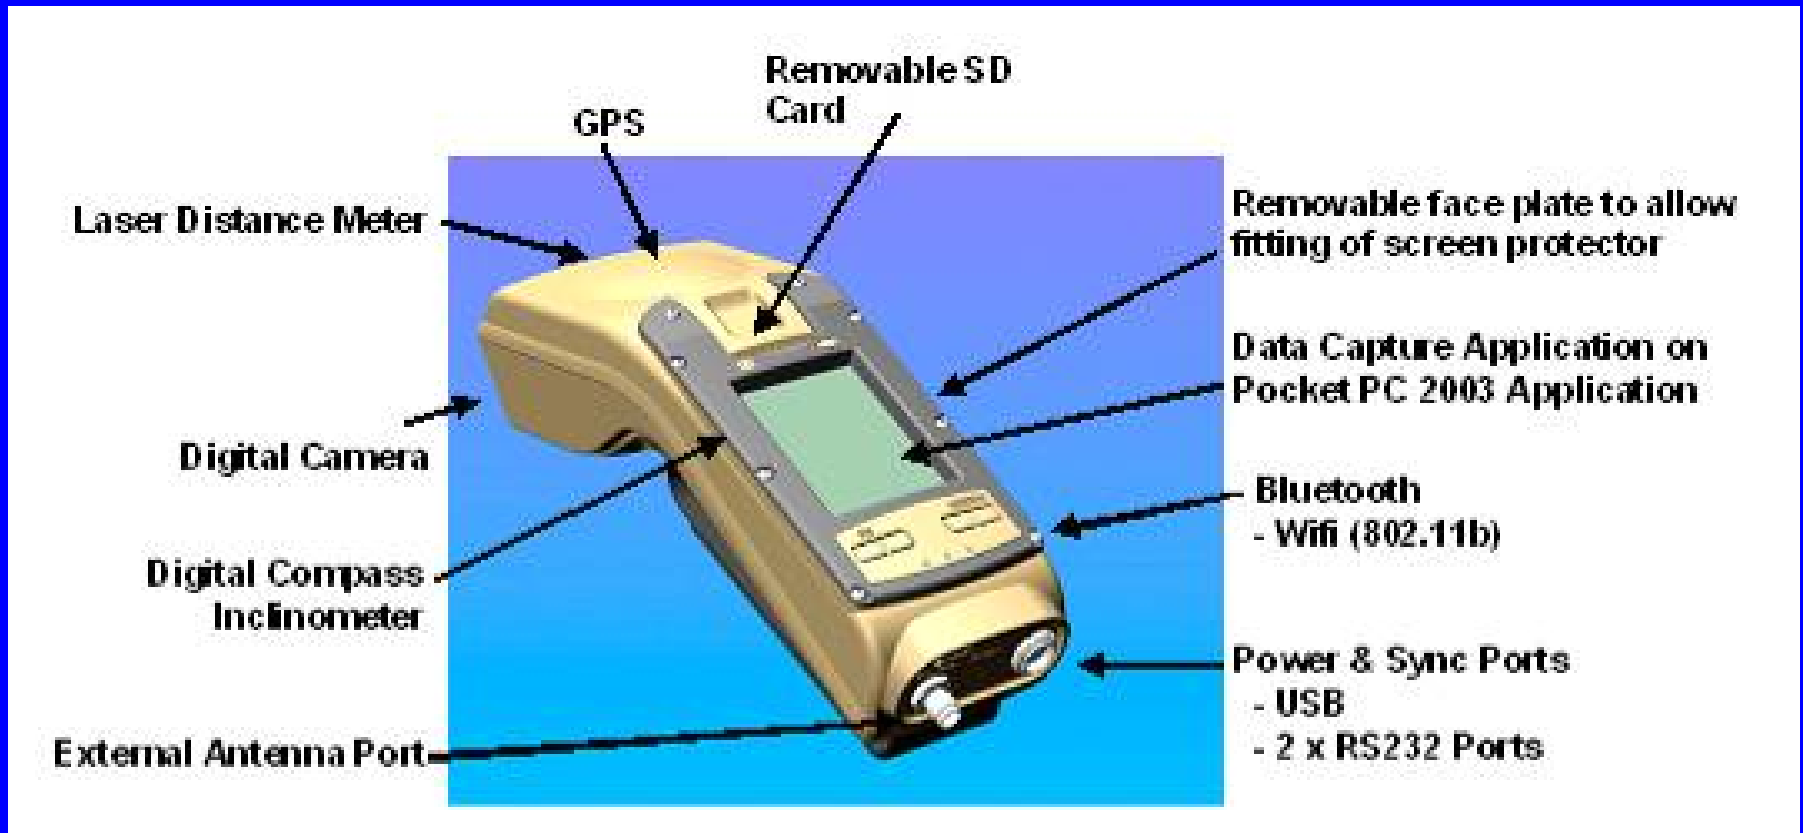 Removable SD
Card
GPS
Laser Distance Meter
Removable face plate to allow
fitting of screen protector
Data Capture Application on
Pocket PC 2003 Application
Digital Camera
Bluetooth
- Wifi (802.11b)
Digital Compass
Inclinometer
Power & Sync Ports
- USB
- 2 x RS232 Ports
External Antenna Port